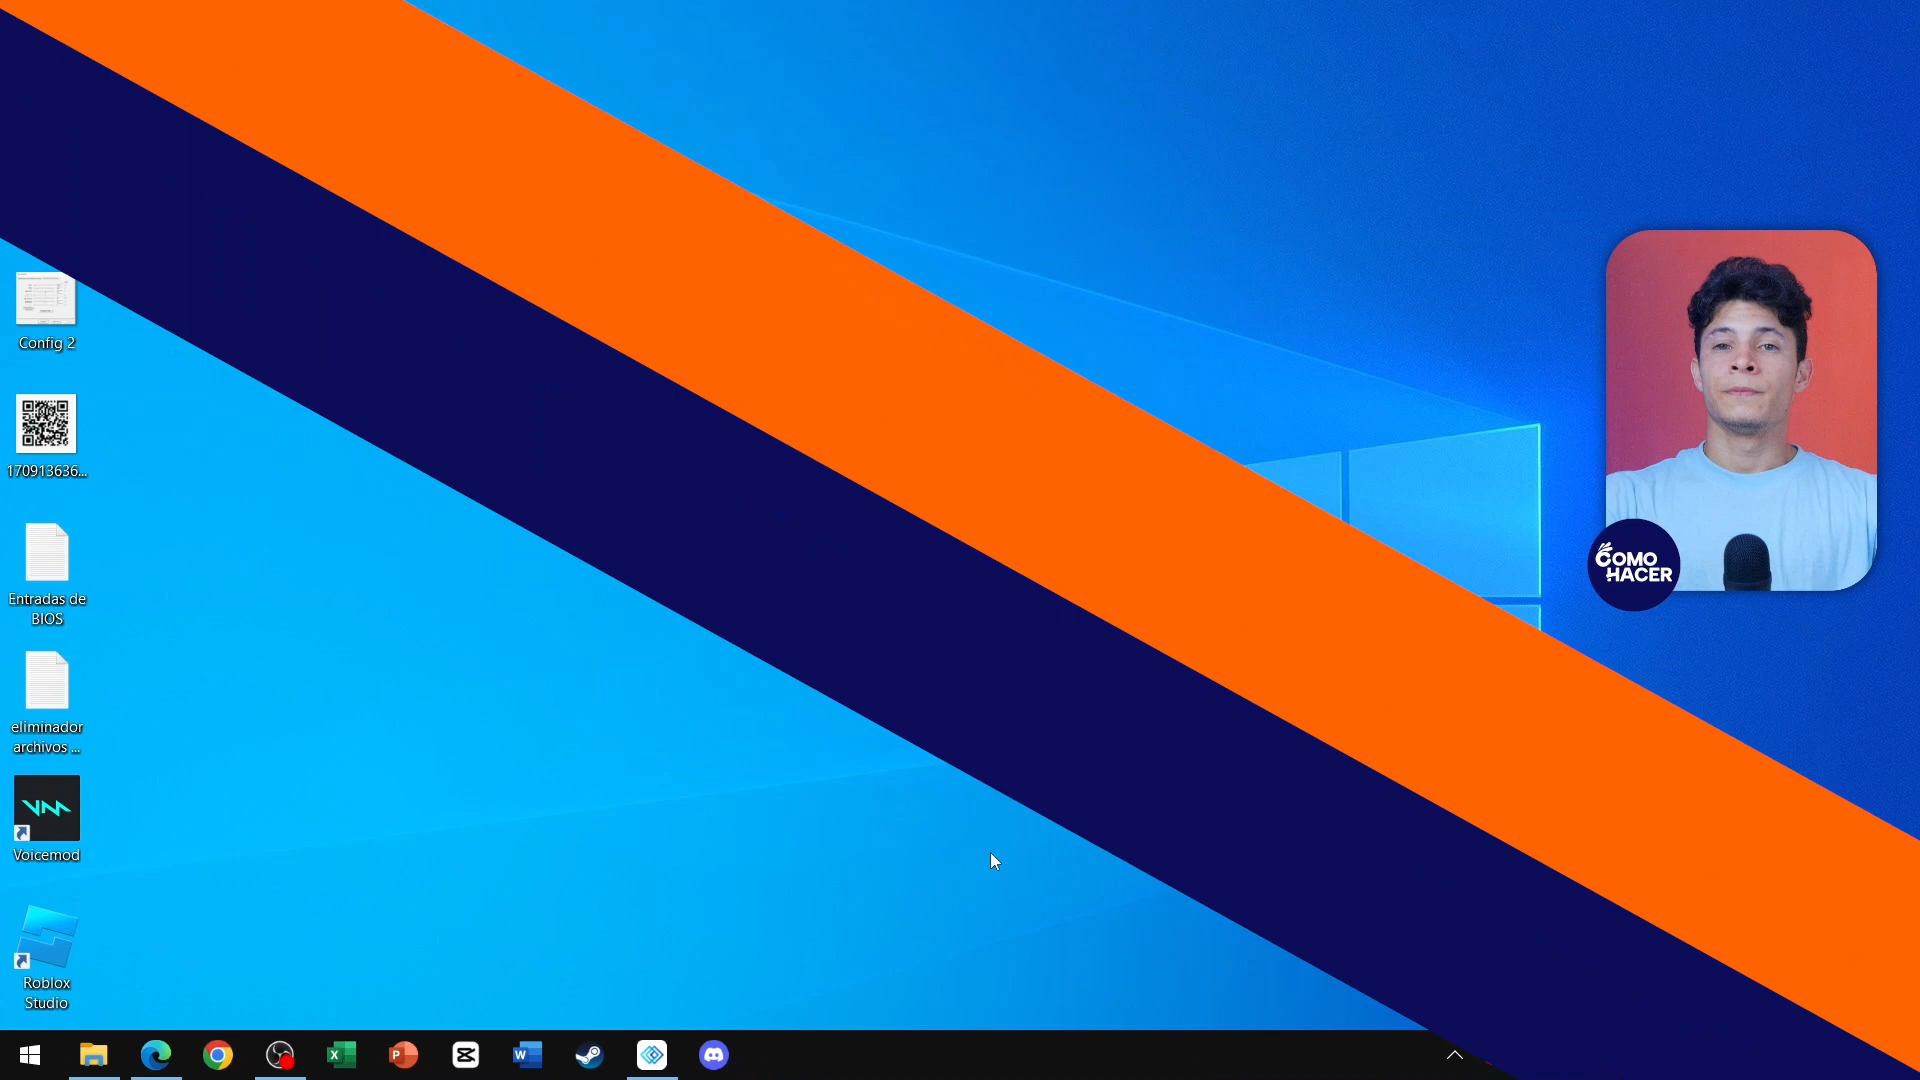 Config 2
170913636...
Entradas de
BIOS
eliminador
archivos ...
Voicemod
Roblox
Studio
COMO
HACER